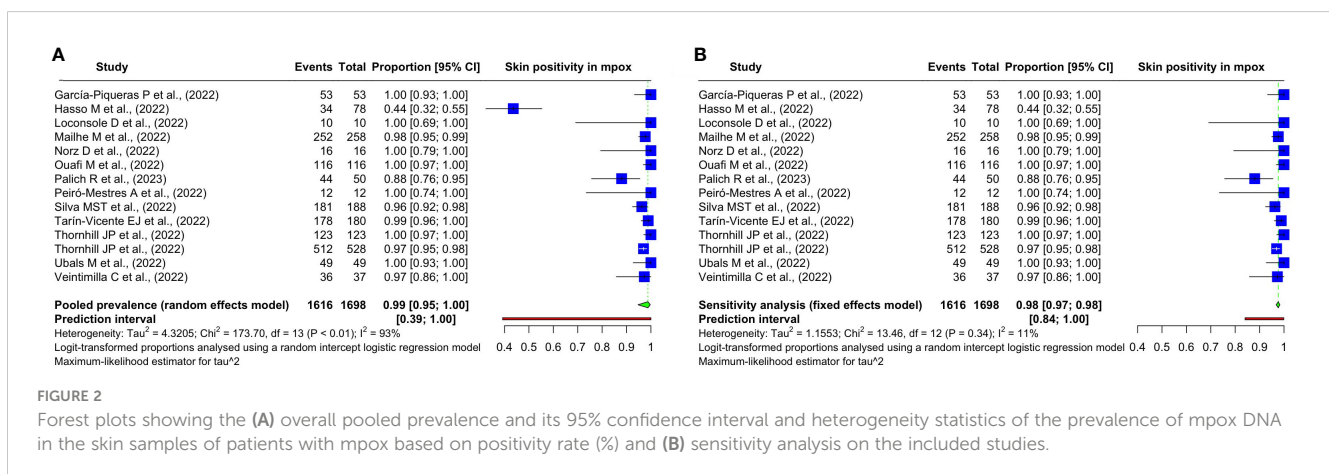 A
Study Events Total Proportion [95% CI] Skin positivity in mpox
García-Piqueras P et al., (2022) 53 53 1.00 [0.93; 1.00]
Hasso M et al., (2022) 34 78 0.44 [0.32; 0.55]
Loconsole D et al., (2022) 10 10 1.00 [0.69; 1.00]
Mailhe M et al., (2022) 252 258 0.98 [0.95; 0.99]
Norz D et al., (2022) 16 16 1.00 [0.79; 1.00]
Ouafi M et al., (2022) 116 116 1.00 [0.97; 1.00]
Palich R et al., (2023) 44 50 0.88 [0.76; 0.95]
Peiró-Mestres A et al., (2022) 12 12 1.00 [0.74; 1.00]
Silva MST et al., (2022) 181 188 0.96 [0.92; 0.98]
Tarín-Vicente EJ et al., (2022) 178 180 0.99 [0.96; 1.00]
Thornhill JP et al., (2022) 123 123 1.00 [0.97; 1.00]
Thornhill JP et al., (2022) 512 528 0.97 [0.95; 0.98]
Ubals M et al., (2022) 49 49 1.00 [0.93; 1.00]
Veintimilla C et al., (2022) 36 37 0.97 [0.86; 1.00]
Pooled prevalence (random effects model) 1616 1698 0.99 [0.95; 1.00]
Prediction interval [0.39; 1.00]
Heterogeneity: Tau² = 4.3205; Chi² = 173.70, df = 13 (P < 0.01); I² = 93%
Logit-transformed proportions analysed using a random intercept logistic regression model 0.4 0.5 0.6 0.7 0.8 0.9 1
Maximum-likelihood estimator for tau^2
B
Study Events Total Proportion [95% CI] Skin positivity in mpox
García-Piqueras P et al., (2022) 53 53 1.00 [0.93; 1.00]
Hasso M et al., (2022) 34 78 0.44 [0.32; 0.55]
Loconsole D et al., (2022) 10 10 1.00 [0.69; 1.00]
Mailhe M et al., (2022) 252 258 0.98 [0.95; 0.99]
Norz D et al., (2022) 16 16 1.00 [0.79; 1.00]
Ouafi M et al., (2022) 116 116 1.00 [0.97; 1.00]
Palich R et al., (2023) 44 50 0.88 [0.76; 0.95]
Peiró-Mestres A et al., (2022) 12 12 1.00 [0.74; 1.00]
Silva MST et al., (2022) 181 188 0.96 [0.92; 0.98]
Tarín-Vicente EJ et al., (2022) 178 180 0.99 [0.96; 1.00]
Thornhill JP et al., (2022) 123 123 1.00 [0.97; 1.00]
Thornhill JP et al., (2022) 512 528 0.97 [0.95; 0.98]
Ubals M et al., (2022) 49 49 1.00 [0.93; 1.00]
Veintimilla C et al., (2022) 36 37 0.97 [0.86; 1.00]
Sensitivity analysis (fixed effects model) 1616 1698 0.98 [0.97; 0.98]
Prediction interval [0.84; 1.00]
Heterogeneity: Tau² = 1.1553; Chi² = 13.46, df = 12 (P = 0.34); I² = 11%
Logit-transformed proportions analysed using a random intercept logistic regression model 0.4 0.5 0.6 0.7 0.8 0.9 1
Maximum-likelihood estimator for tau^2
FIGURE 2
Forest plots showing the (A) overall pooled prevalence and its 95% confidence interval and heterogeneity statistics of the prevalence of mpox DNA
in the skin samples of patients with mpox based on positivity rate (%) and (B) sensitivity analysis on the included studies.